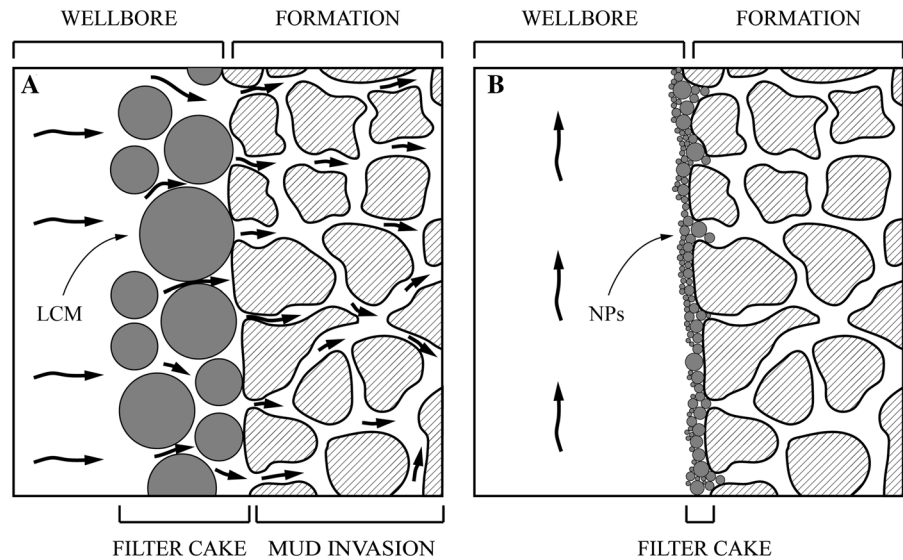 WELLBORE
FORMATION
WELLBORE
FORMATION
A
B
LCM
NPs
FILTER CAKE
MUD INVASION
FILTER CAKE